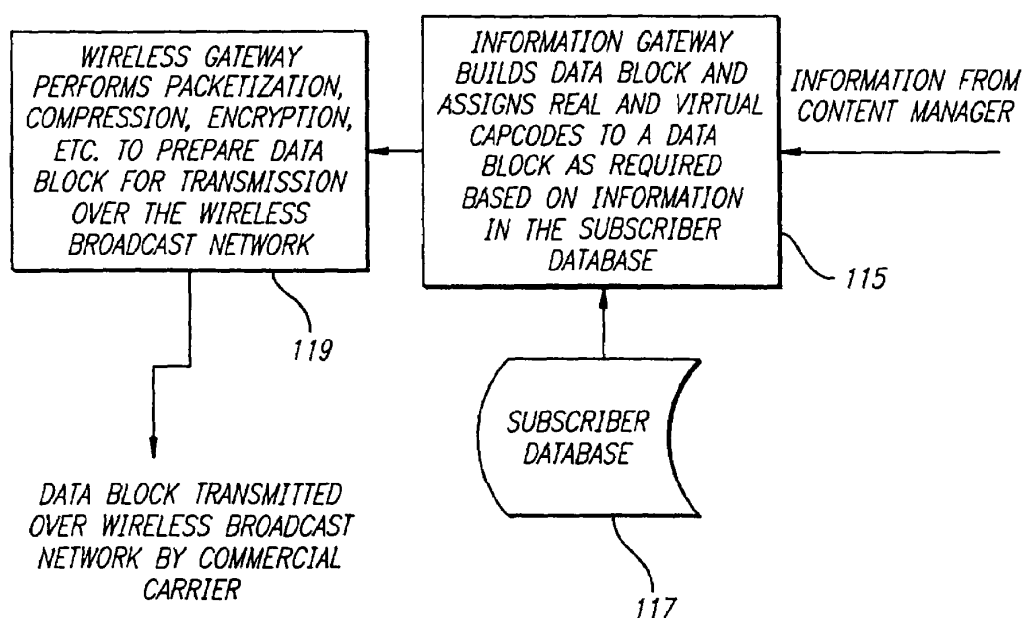 WIRELESS GATEWAY
PERFORMS PACKETIZATION,
COMPRESSION, ENCRYPTION,
ETC. TO PREPARE DATA
BLOCK FOR TRANSMISSION
OVER THE WIRELESS
BROADCAST NETWORK
119
INFORMATION GATEWAY
BUILDS DATA BLOCK AND
ASSIGNS REAL AND VIRTUAL
CAPCODES TO A DATA
BLOCK AS REQUIRED
BASED ON INFORMATION
IN THE SUBSCRIBER
DATABASE
115
INFORMATION FROM
CONTENT MANAGER
SUBSCRIBER
DATABASE
117
DATA BLOCK TRANSMITTED
OVER WIRELESS BROADCAST
NETWORK BY COMMERCIAL
CARRIER